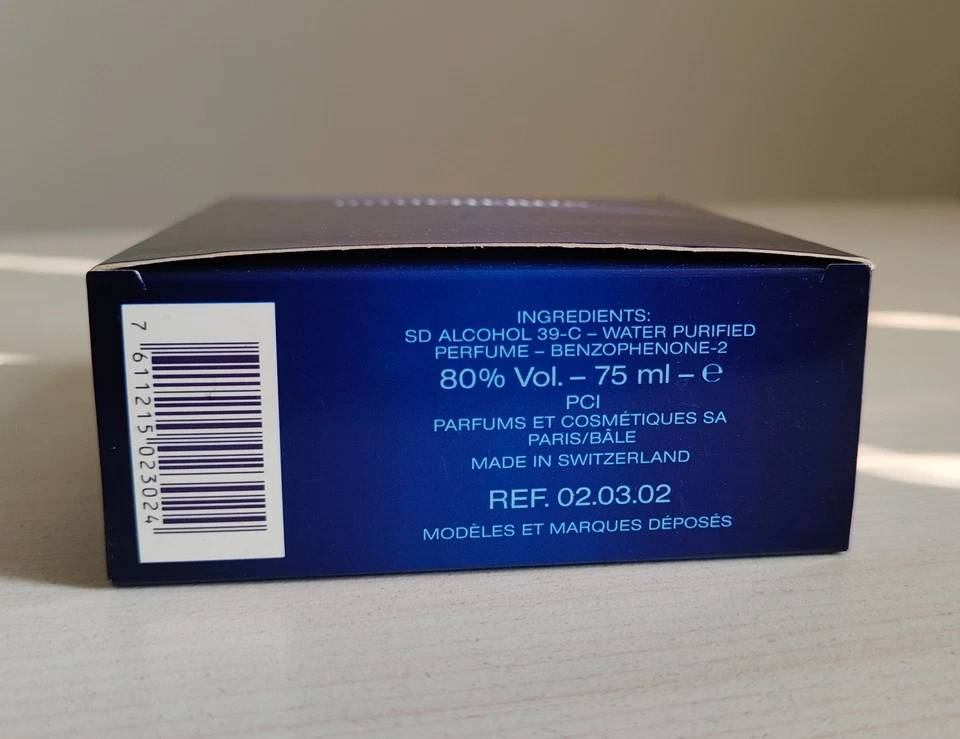 INGREDIENTS:
SD ALCOHOL 39-C – WATER PURIFIED
PERFUME – BENZOPHENONE-2
80% Vol. – 75 ml – ℮
PCI
PARFUMS ET COSMÉTIQUES SA
PARIS/BÂLE
MADE IN SWITZERLAND
REF. 02.03.02
MODÈLES ET MARQUES DÉPOSÉS
7 611215 023024